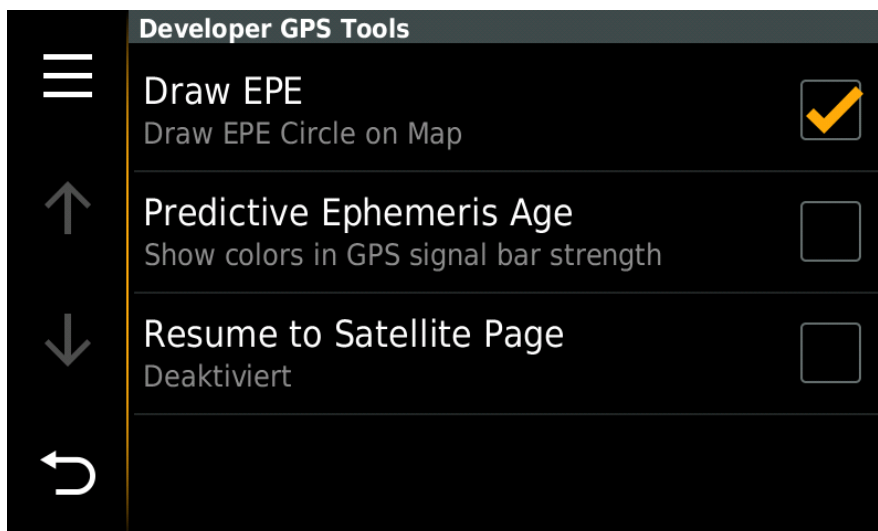 Developer GPS Tools
Draw EPE
Draw EPE Circle on Map
Predictive Ephemeris Age
Show colors in GPS signal bar strength
Resume to Satellite Page
Deaktiviert